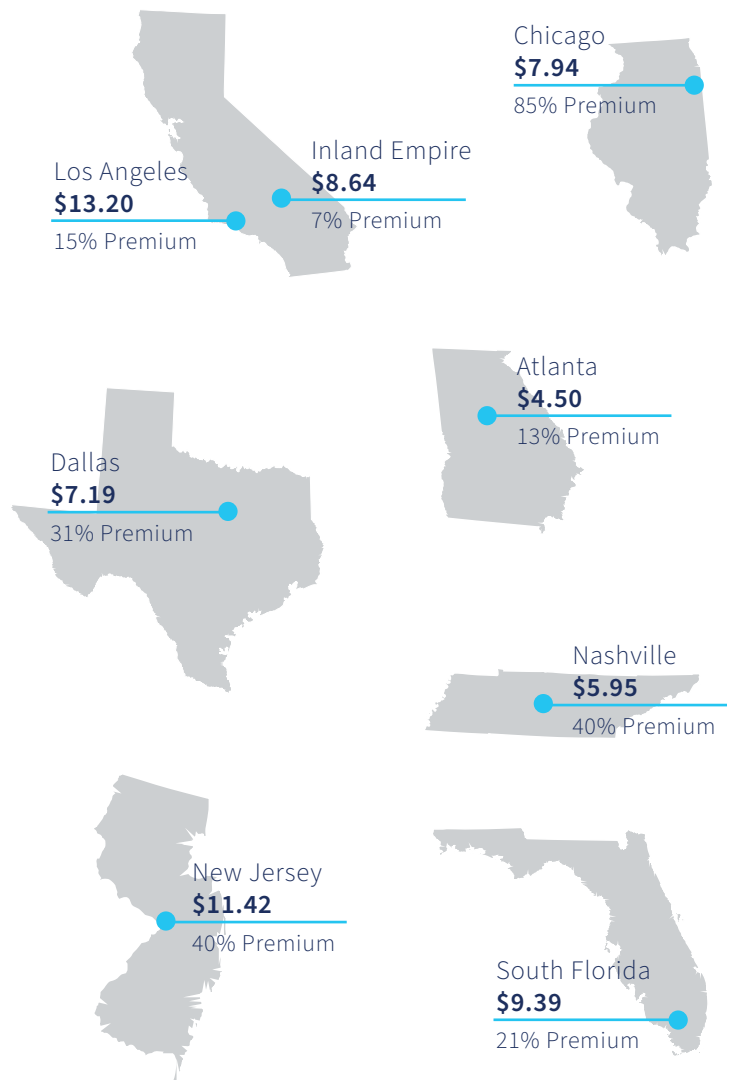 Chicago
$7.94
85% Premium
Inland Empire
$8.64
7% Premium
Los Angeles
$13.20
15% Premium
Atlanta
$4.50
13% Premium
Dallas
$7.19
31% Premium
Nashville
$5.95
40% Premium
New Jersey
$11.42
40% Premium
South Florida
$9.39
21% Premium